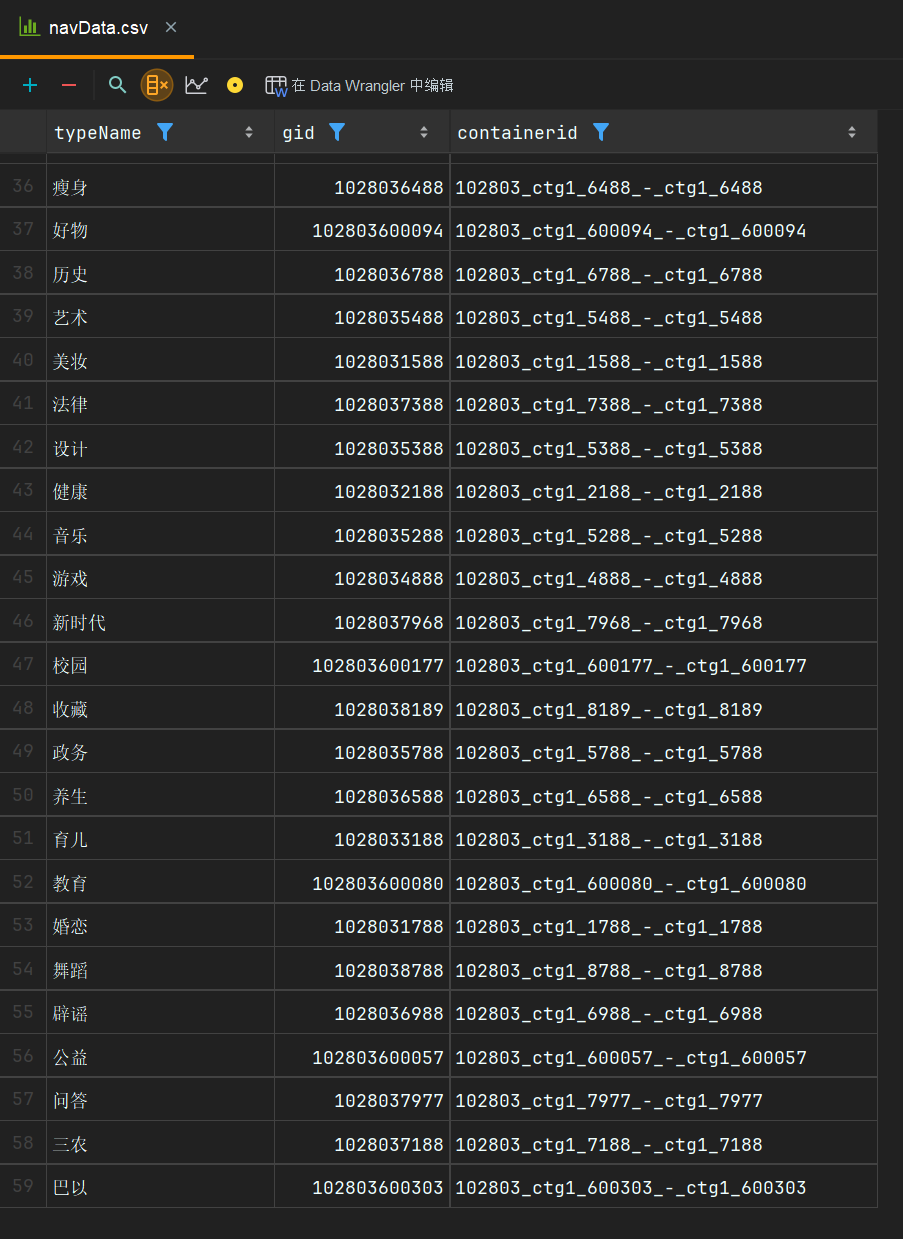 navData.csv
在 Data Wrangler 中编辑
typeName gid containerid
36 瘦身 1028036488 102803_ctg1_6488_-_ctg1_6488
37 好物 102803600094 102803_ctg1_600094_-_ctg1_600094
38 历史 1028036788 102803_ctg1_6788_-_ctg1_6788
39 艺术 1028035488 102803_ctg1_5488_-_ctg1_5488
40 美妆 1028031588 102803_ctg1_1588_-_ctg1_1588
41 法律 1028037388 102803_ctg1_7388_-_ctg1_7388
42 设计 1028035388 102803_ctg1_5388_-_ctg1_5388
43 健康 1028032188 102803_ctg1_2188_-_ctg1_2188
44 音乐 1028035288 102803_ctg1_5288_-_ctg1_5288
45 游戏 1028034888 102803_ctg1_4888_-_ctg1_4888
46 新时代 1028037968 102803_ctg1_7968_-_ctg1_7968
47 校园 102803600177 102803_ctg1_600177_-_ctg1_600177
48 收藏 1028038189 102803_ctg1_8189_-_ctg1_8189
49 政务 1028035788 102803_ctg1_5788_-_ctg1_5788
50 养生 1028036588 102803_ctg1_6588_-_ctg1_6588
51 育儿 1028033188 102803_ctg1_3188_-_ctg1_3188
52 教育 102803600080 102803_ctg1_600080_-_ctg1_600080
53 婚恋 1028031788 102803_ctg1_1788_-_ctg1_1788
54 舞蹈 1028038788 102803_ctg1_8788_-_ctg1_8788
55 辟谣 1028036988 102803_ctg1_6988_-_ctg1_6988
56 公益 102803600057 102803_ctg1_600057_-_ctg1_600057
57 问答 1028037977 102803_ctg1_7977_-_ctg1_7977
58 三农 1028037188 102803_ctg1_7188_-_ctg1_7188
59 巴以 102803600303 102803_ctg1_600303_-_ctg1_600303